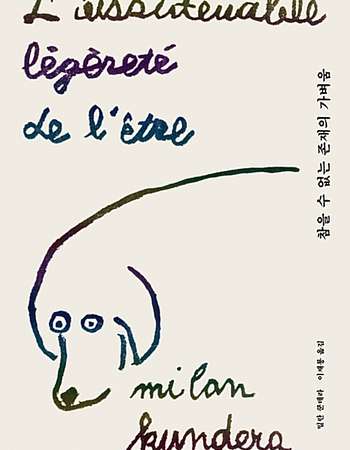 L'insoutenable
légèreté
de l'être
참을 수 없는 존재의 가벼움
밀란 쿤데라 이재룡 옮김
milan
kundera